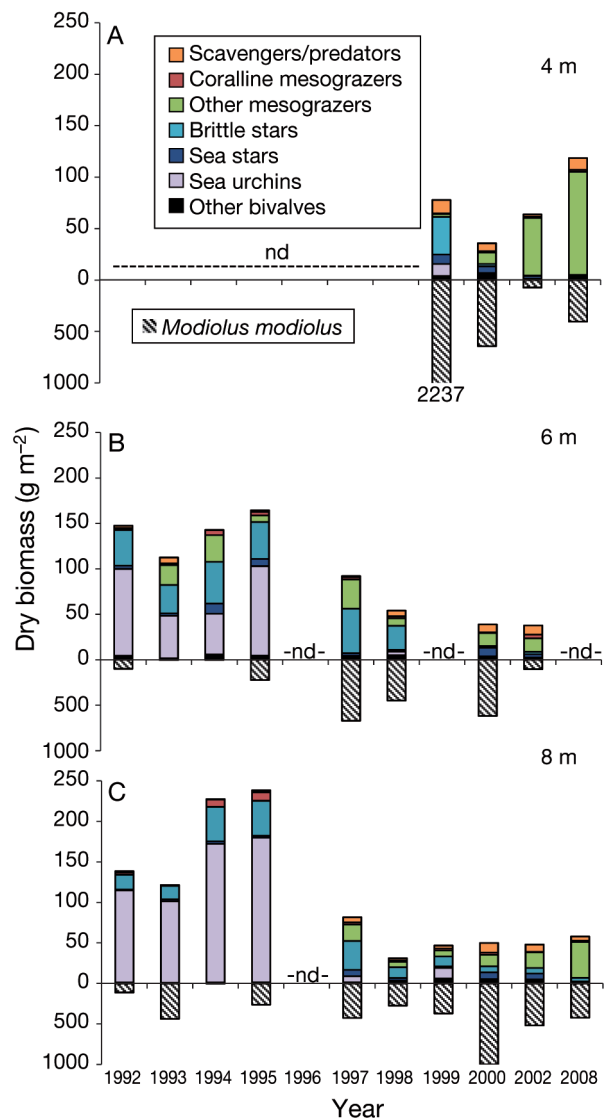 A
4 m
250
200
150
100
50
0
500
1000
Scavengers/predators
Coralline mesograzers
Other mesograzers
Brittle stars
Sea stars
Sea urchins
Other bivalves
nd
Modiolus modiolus
2237
B
6 m
250
200
150
100
50
0
500
1000
-nd-
-nd-
-nd-
Dry biomass (g m⁻²)
C
8 m
250
200
150
100
50
0
500
1000
-nd-
1992 1993 1994 1995 1996 1997 1998 1999 2000 2002 2008
Year